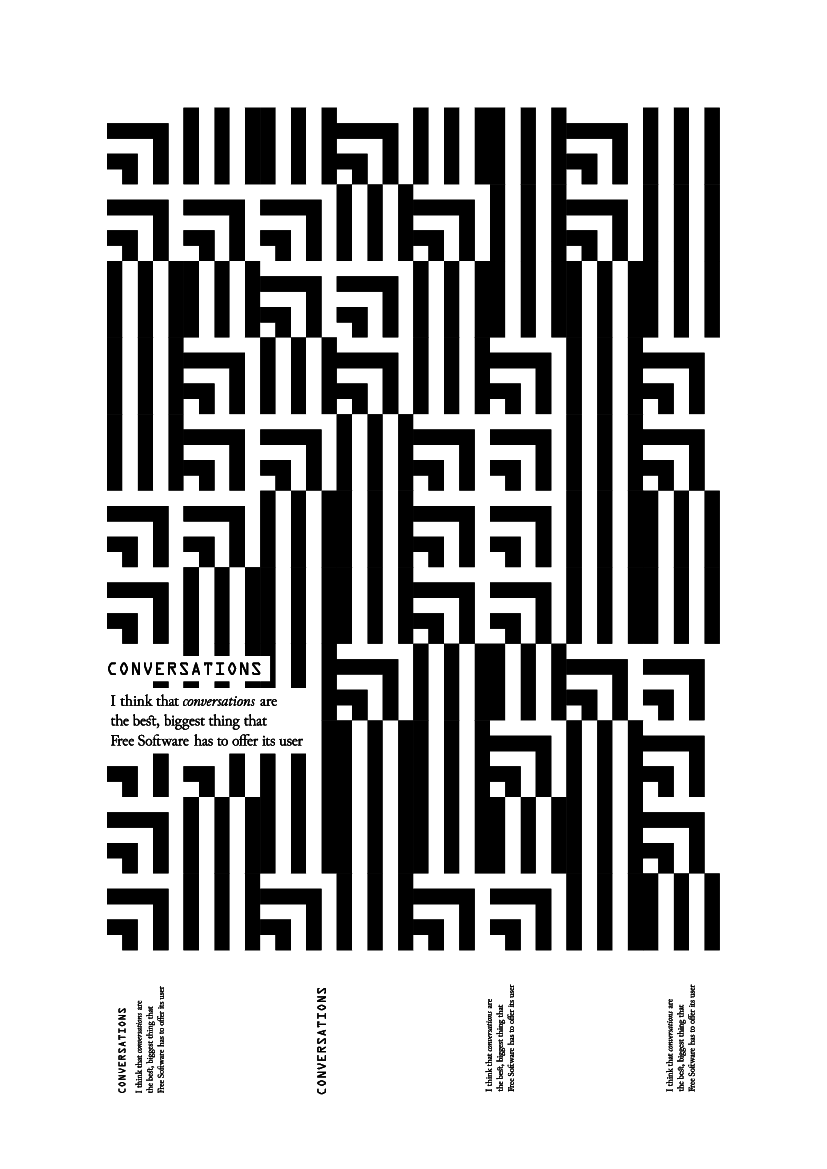 CONVERSATIONS
I think that conversations are
the best, biggest thing that
Free Software has to offer its user
CONVERSATIONS
I think that conversations are
the best, biggest thing that
Free Software has to offer its user
CONVERSATIONS
I think that conversations are
the best, biggest thing that
Free Software has to offer its user
I think that conversations are
the best, biggest thing that
Free Software has to offer its user